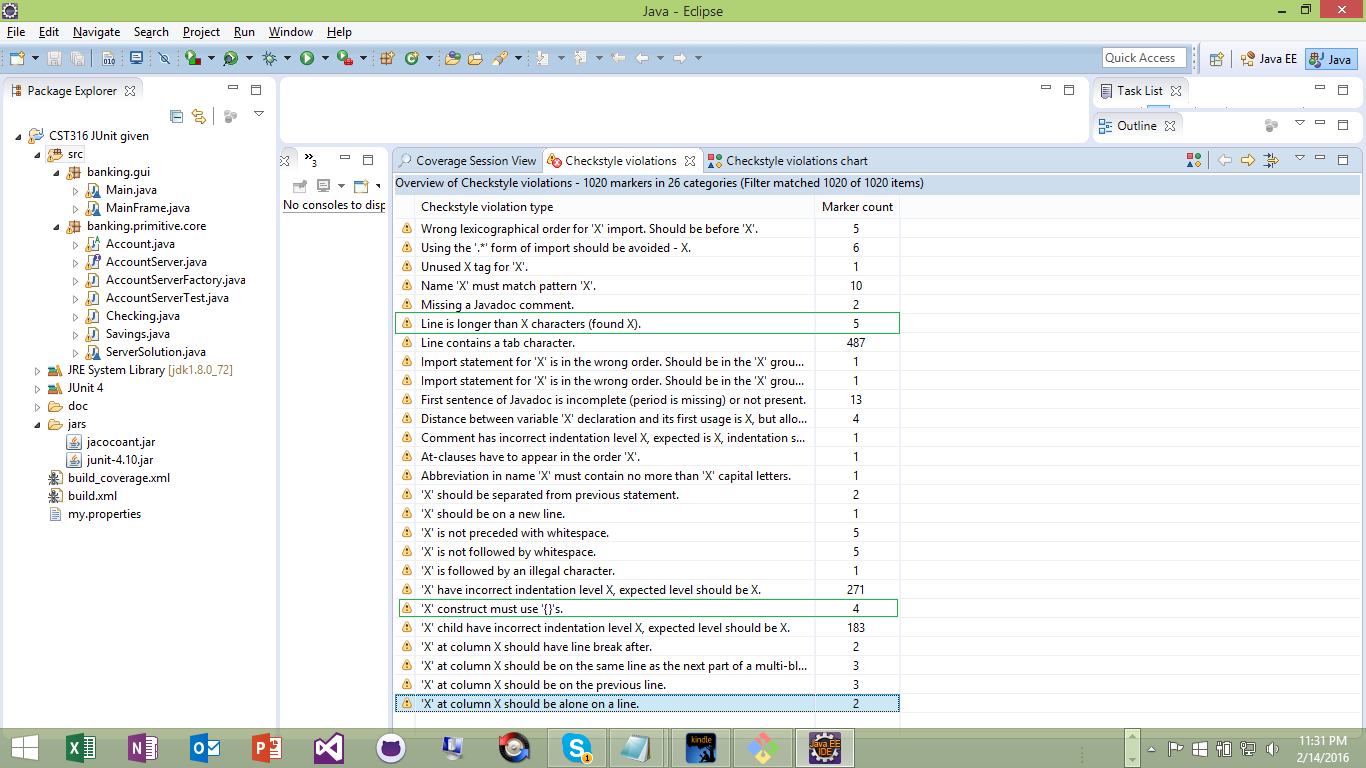 Java - Eclipse
File Edit Navigate Search Project Run Window Help
Quick Access
Java EE
Java
Package Explorer
CST316 JUnit given
src
banking.gui
Main.java
MainFrame.java
banking.primitive.core
Account.java
AccountServer.java
AccountServerFactory.java
AccountServerTest.java
Checking.java
Savings.java
ServerSolution.java
JRE System Library [jdk1.8.0_72]
JUnit 4
doc
jars
jacocoant.jar
junit-4.10.jar
build_coverage.xml
build.xml
my.properties
»3
No consoles to disp
Task List
Outline
Coverage Session View
Checkstyle violations
Checkstyle violations chart
Overview of Checkstyle violations - 1020 markers in 26 categories (Filter matched 1020 of 1020 items)
Checkstyle violation type Marker count
Wrong lexicographical order for 'X' import. Should be before 'X'. 5
Using the '.*' form of import should be avoided - X. 6
Unused X tag for 'X'. 1
Name 'X' must match pattern 'X'. 10
Missing a Javadoc comment. 2
Line is longer than X characters (found X). 5
Line contains a tab character. 487
Import statement for 'X' is in the wrong order. Should be in the 'X' grou... 1
Import statement for 'X' is in the wrong order. Should be in the 'X' grou... 1
First sentence of Javadoc is incomplete (period is missing) or not present. 13
Distance between variable 'X' declaration and its first usage is X, but allo... 4
Comment has incorrect indentation level X, expected is X, indentation s... 1
At-clauses have to appear in the order 'X'. 1
Abbreviation in name 'X' must contain no more than 'X' capital letters. 1
'X' should be separated from previous statement. 2
'X' should be on a new line. 1
'X' is not preceded with whitespace. 5
'X' is not followed by whitespace. 5
'X' is followed by an illegal character. 1
'X' have incorrect indentation level X, expected level should be X. 271
'X' construct must use '{}'s. 4
'X' child have incorrect indentation level X, expected level should be X. 183
'X' at column X should have line break after. 2
'X' at column X should be on the same line as the next part of a multi-bl... 3
'X' at column X should be on the previous line. 3
'X' at column X should be alone on a line. 2
kindle
Java EE
IDE
11:31 PM
2/14/2016